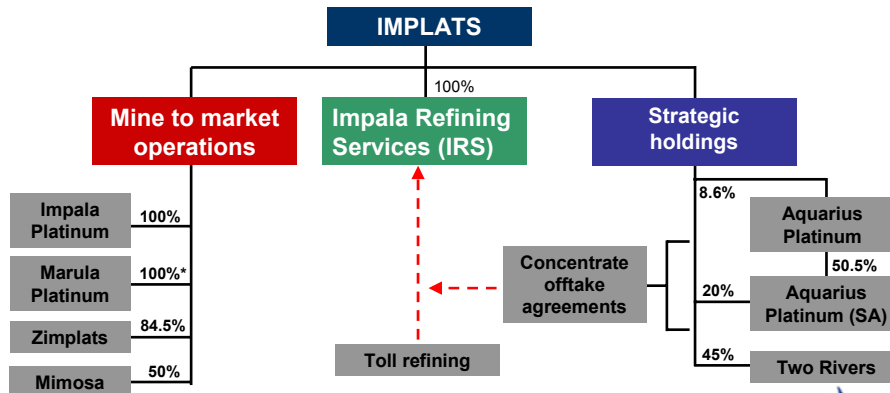 IMPLATS
100%
Mine to market
operations
Impala Refining
Services (IRS)
Strategic
holdings
Impala
Platinum
100%
Marula
Platinum
100%*
Zimplats
84.5%
Mimosa
50%
Toll refining
Concentrate
offtake
agreements
8.6%
Aquarius
Platinum
50.5%
20%
Aquarius
Platinum (SA)
45%
Two Rivers